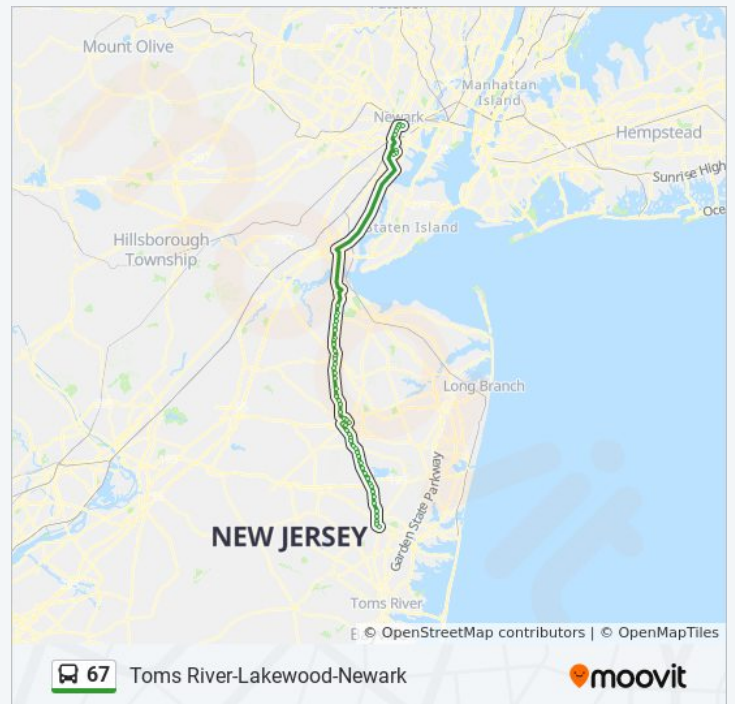 Mount Olive
Manhattan
Island
Newark
Hempstead
Sunrise High
Oce
Staten Island
Hillsborough
Township
Long Branch
Garden State Parkway
NEW JERSEY
Toms River
© OpenStreetMap contributors | © OpenMapTiles
67 Toms River-Lakewood-Newark
moovit